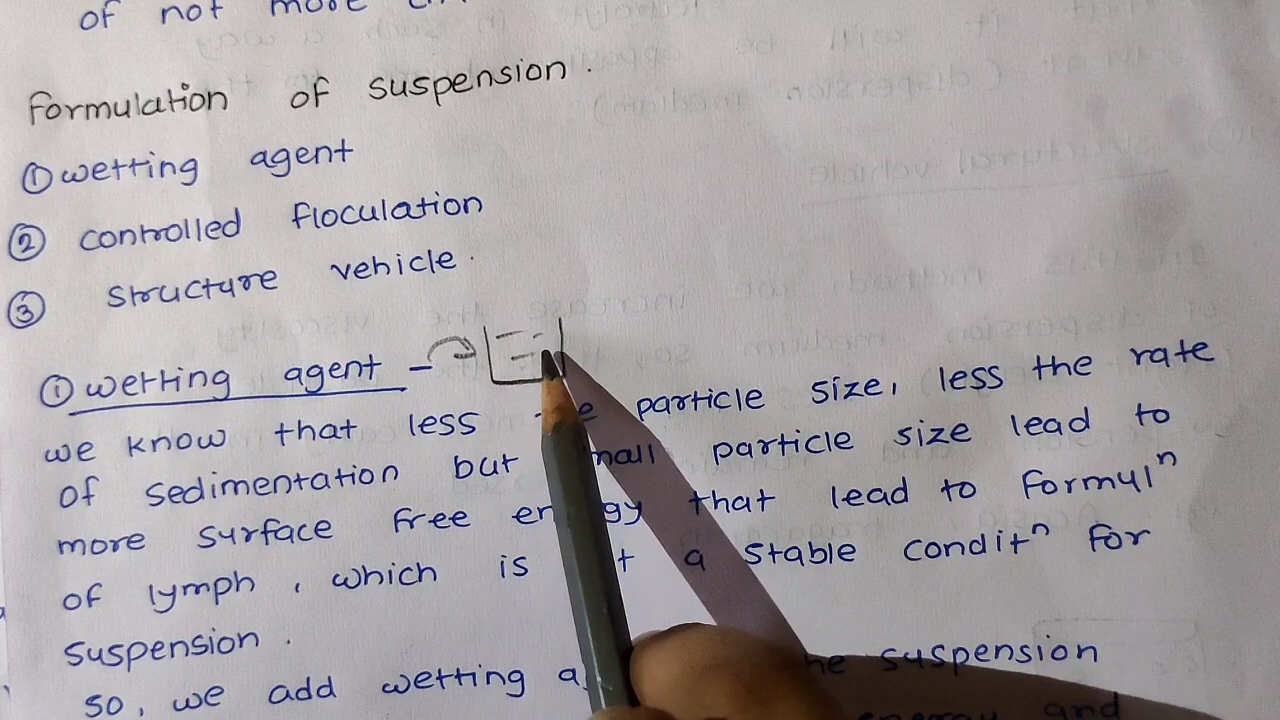 of not more
Formulation of suspension.
① wetting agent
② controlled floculation
③ structure vehicle.
① wetting agent -
we know that less particle size, less the rate
of sedimentation but particle size lead to
more surface free that lead to Formulⁿ
of lymph, which is a stable conditⁿ for
suspension.
so, we add wetting suspension
and